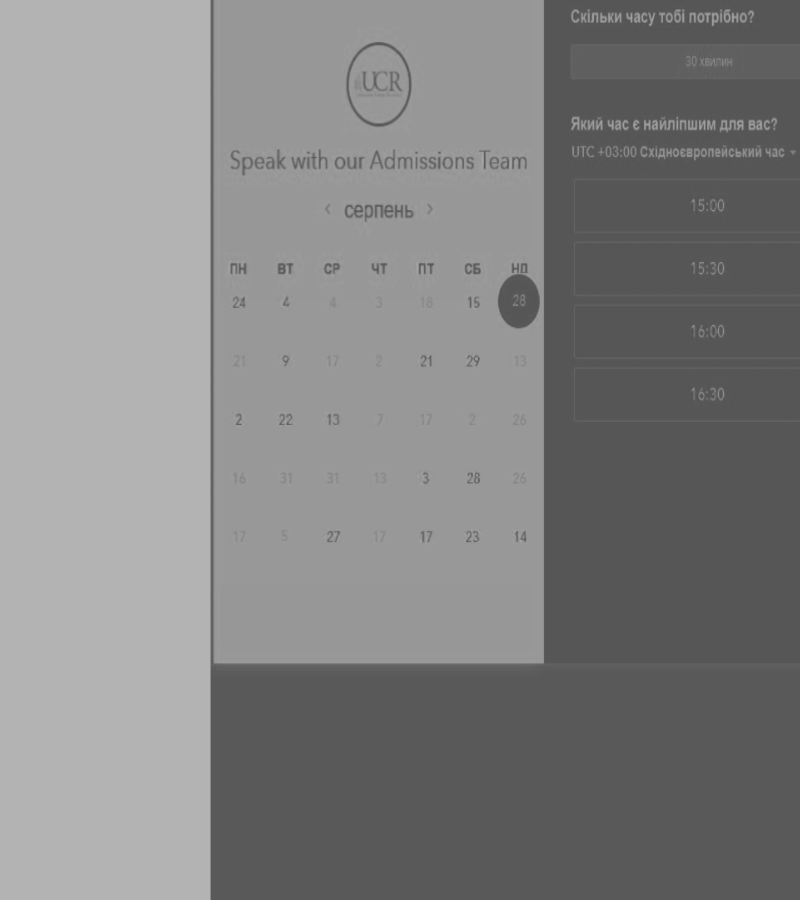 UCR
Speak with our Admissions Team
‹ серпень ›
ПН ВТ СР ЧТ ПТ СБ НД
24 4 4 3 18 15 28
21 9 17 2 21 29 13
2 22 13 7 17 2 26
16 31 31 13 3 28 26
17 5 27 17 17 23 14
Скільки часу тобі потрібно?
30 хвилин
Який час є найліпшим для вас?
UTC +03:00 Східноєвропейський час
15:00
15:30
16:00
16:30